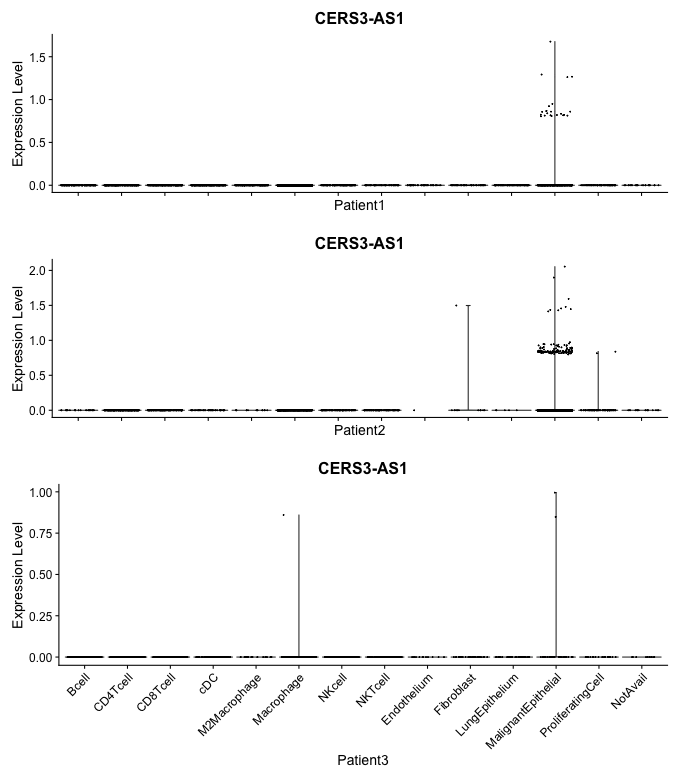 CERS3-AS1
Expression Level
1.5
1.0
0.5
0.0
Patient1
CERS3-AS1
Expression Level
2.0
1.5
1.0
0.5
0.0
Patient2
CERS3-AS1
Expression Level
1.00
0.75
0.50
0.25
0.00
Bcell
CD4Tcell
CD8Tcell
cDC
M2Macrophage
Macrophage
NKcell
NKTcell
Endothelium
Fibroblast
LungEpithelium
MalignantEpithelial
ProliferatingCell
NotAvail
Patient3